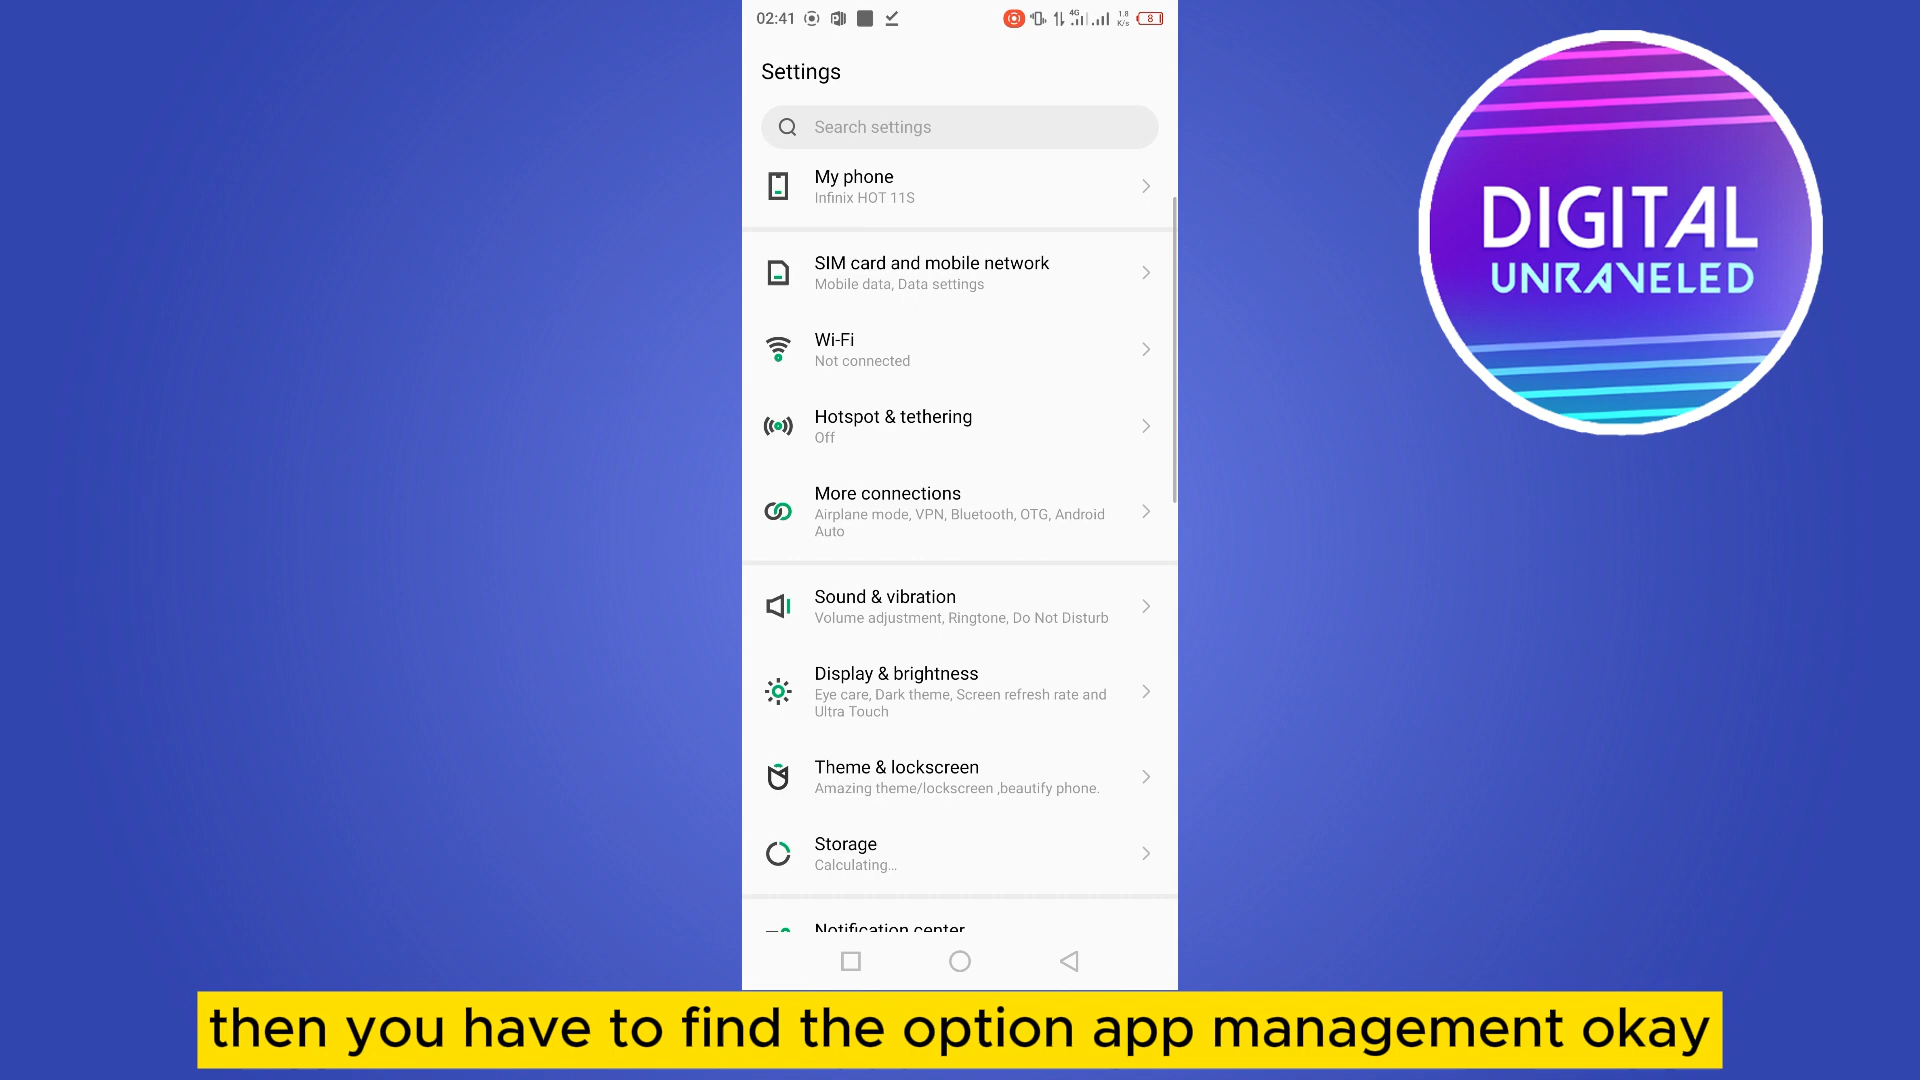 02:41
4G
1.8
K/s
8
Settings
Search settings
My phone
Infinix HOT 11S
SIM card and mobile network
Mobile data, Data settings
Wi-Fi
Not connected
Hotspot & tethering
Off
More connections
Airplane mode, VPN, Bluetooth, OTG, Android
Auto
Sound & vibration
Volume adjustment, Ringtone, Do Not Disturb
Display & brightness
Eye care, Dark theme, Screen refresh rate and
Ultra Touch
Theme & lockscreen
Amazing theme/lockscreen ,beautify phone.
Storage
Calculating...
Notification center
DIGITAL
UNRAVELED
then you have to find the option app management okay